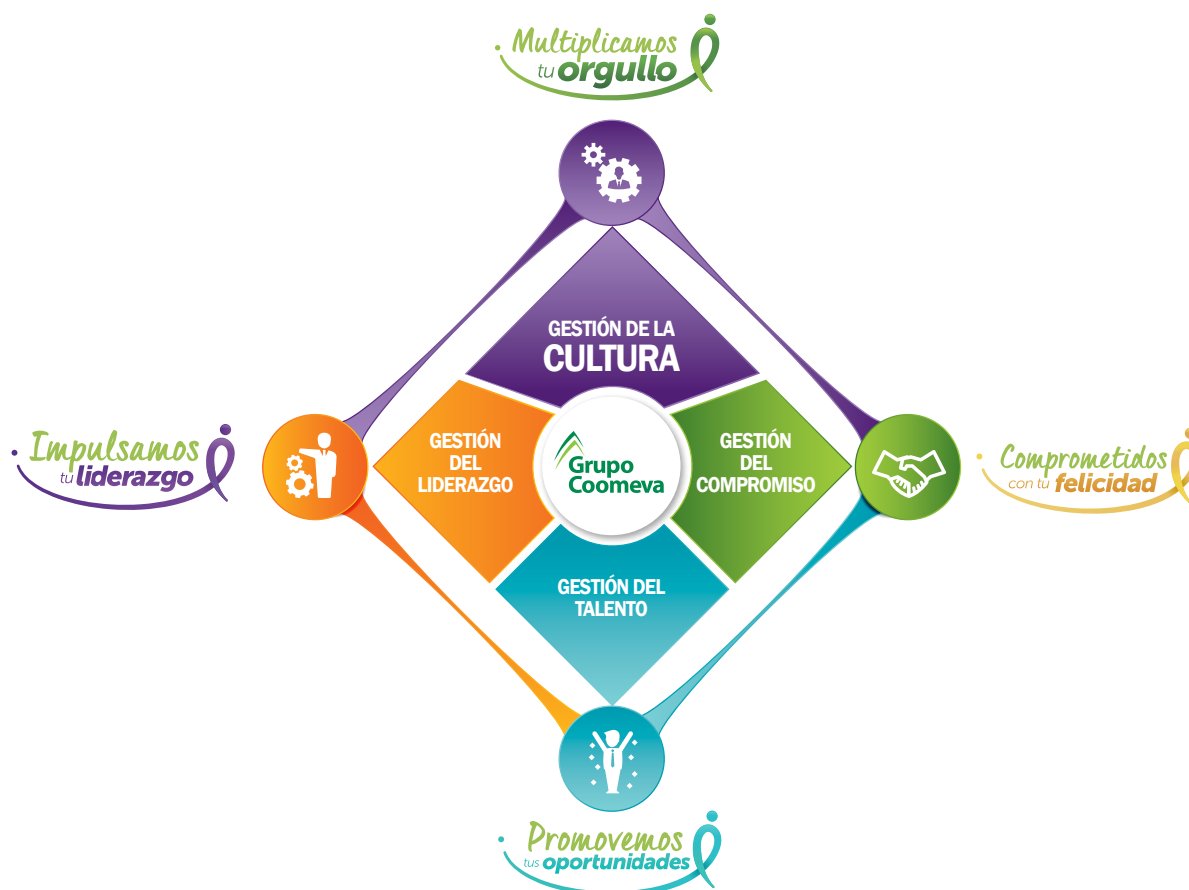 Multiplicamos
tu orgullo
GESTIÓN DE LA
CULTURA
Impulsamos
tu liderazgo
GESTIÓN
DEL
LIDERAZGO
Grupo
Coomeva
GESTIÓN
DEL
COMPROMISO
Comprometidos
con tu felicidad
GESTIÓN DEL
TALENTO
Promovemos
tus oportunidades